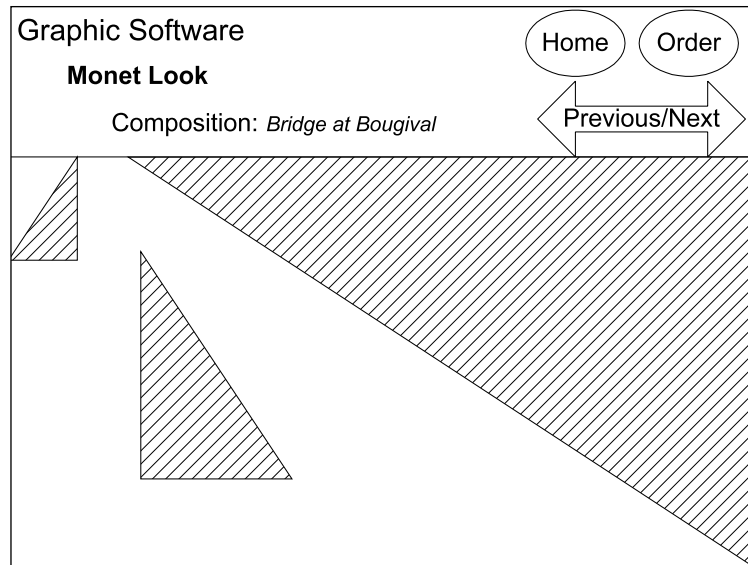 Graphic Software
Home
Order
Monet Look
Composition: Bridge at Bougival
Previous/Next